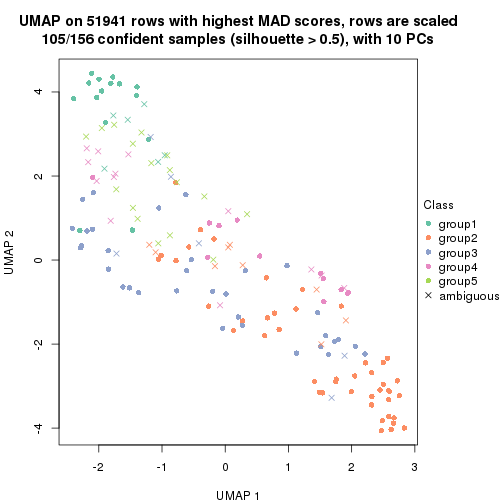 UMAP on 51941 rows with highest MAD scores, rows are scaled
105/156 confident samples (silhouette > 0.5), with 10 PCs
UMAP 2
4
2
0
-2
-4
-2
-1
0
1
2
3
UMAP 1
Class
group1
group2
group3
group4
group5
ambiguous